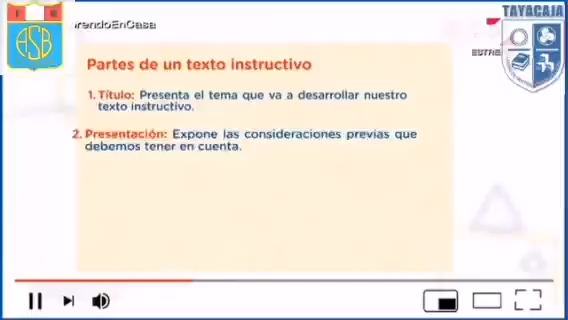 TAYACAJA
ASB
rendoEnCasa
ESTRE
Partes de un texto instructivo
1. Título: Presenta el tema que va a desarrollar nuestro
texto instructivo.
2. Presentación: Expone las consideraciones previas que
debemos tener en cuenta.